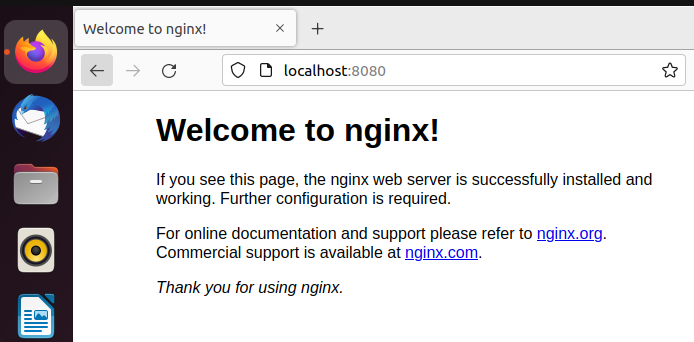 Welcome to nginx!
localhost:8080
Welcome to nginx!
If you see this page, the nginx web server is successfully installed and
working. Further configuration is required.
For online documentation and support please refer to nginx.org.
Commercial support is available at nginx.com.
Thank you for using nginx.